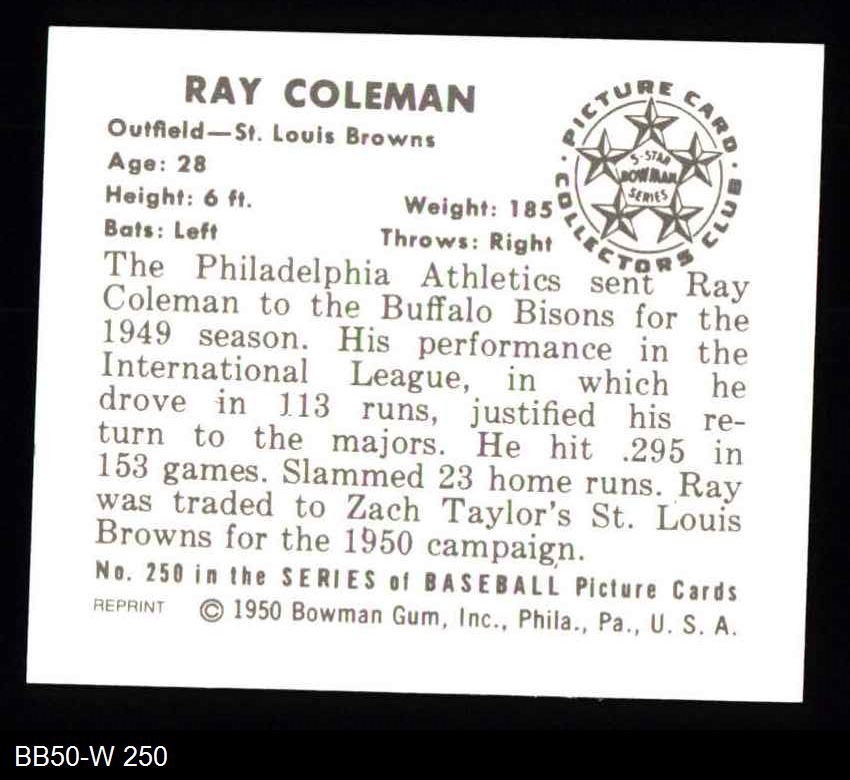 RAY COLEMAN
Outfield—St. Louis Browns
Age: 28
Height: 6 ft. Weight: 185
Bats: Left Throws: Right
PICTURE CARD COLLECTORS CLUB
5-STAR
BOWMAN
SERIES
The Philadelphia Athletics sent Ray
Coleman to the Buffalo Bisons for the
1949 season. His performance in the
International League, in which he
drove in 113 runs, justified his re-
turn to the majors. He hit .295 in
153 games. Slammed 23 home runs. Ray
was traded to Zach Taylor's St. Louis
Browns for the 1950 campaign.
No. 250 in the SERIES of BASEBALL Picture Cards
REPRINT © 1950 Bowman Gum, Inc., Phila., Pa., U. S. A.
BB50-W 250